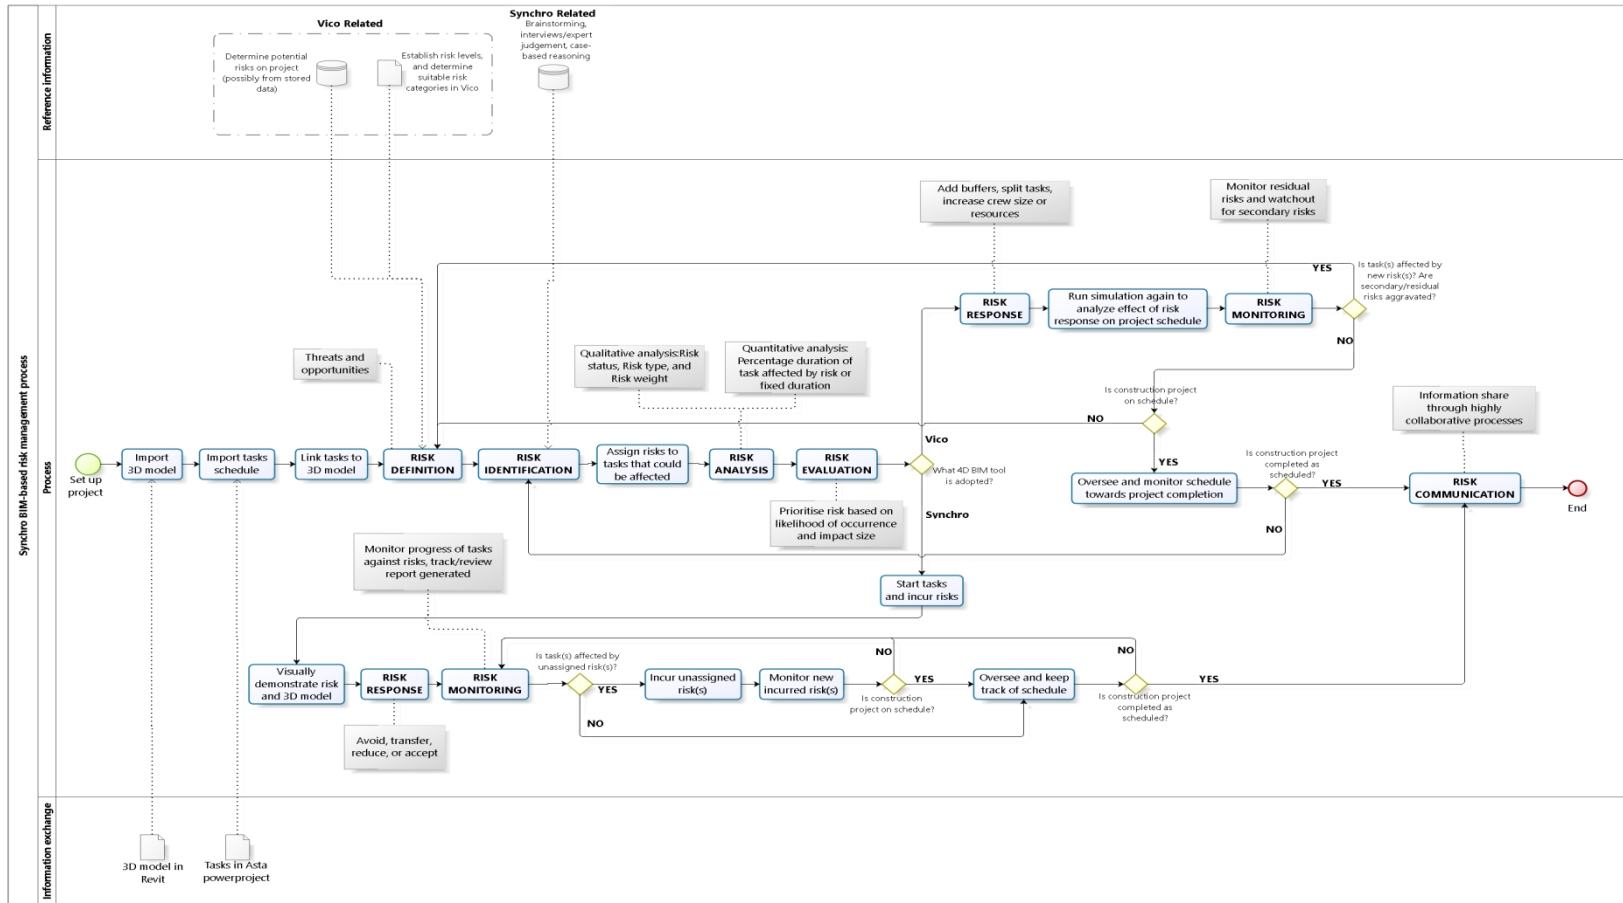 Synchro BIM-based risk management process
Reference information
Vico Related
Determine potential
risks on project
(possibly from stored
data)
Establish risk levels,
and determine
suitable risk
categories in Vico
Synchro Related
Brainstorming,
interviews/expert
judgement, case-
based reasoning
Process
Add buffers, split tasks,
increase crew size or
resources
Monitor residual
risks and watchout
for secondary risks
YES
Is task(s) affected by
new risk(s)? Are
secondary/residual
risks aggravated?
RISK
RESPONSE
Run simulation again to
analyze effect of risk
response on project schedule
RISK
MONITORING
NO
Threats and
opportunities
Qualitative analysis:Risk
status, Risk type, and
Risk weight
Quantitative analysis:
Percentage duration of
task affected by risk or
fixed duration
Is construction project
on schedule?
NO
Information share
through highly
collaborative processes
Set up
project
Import
3D model
Import tasks
schedule
Link tasks to
3D model
RISK
DEFINITION
RISK
IDENTIFICATION
Assign risks to
tasks that could
be affected
RISK
ANALYSIS
RISK
EVALUATION
Vico
What 4D BIM tool
is adopted?
Synchro
YES
Oversee and monitor schedule
towards project completion
Is construction project
completed as
scheduled?
YES
NO
RISK
COMMUNICATION
End
Prioritise risk based on
likelihood of occurrence
and impact size
Monitor progress of tasks
against risks, track/review
report generated
Start tasks
and incur risks
Visually
demonstrate risk
and 3D model
RISK
RESPONSE
RISK
MONITORING
Is task(s) affected by
unassigned risk(s)?
YES
NO
Incur unassigned
risk(s)
Monitor new
incurred risk(s)
NO
YES
Is construction
project on schedule?
Oversee and keep
track of schedule
NO
YES
Is construction project
completed as
scheduled?
Avoid, transfer,
reduce, or accept
Information exchange
3D model in
Revit
Tasks in Asta
powerproject